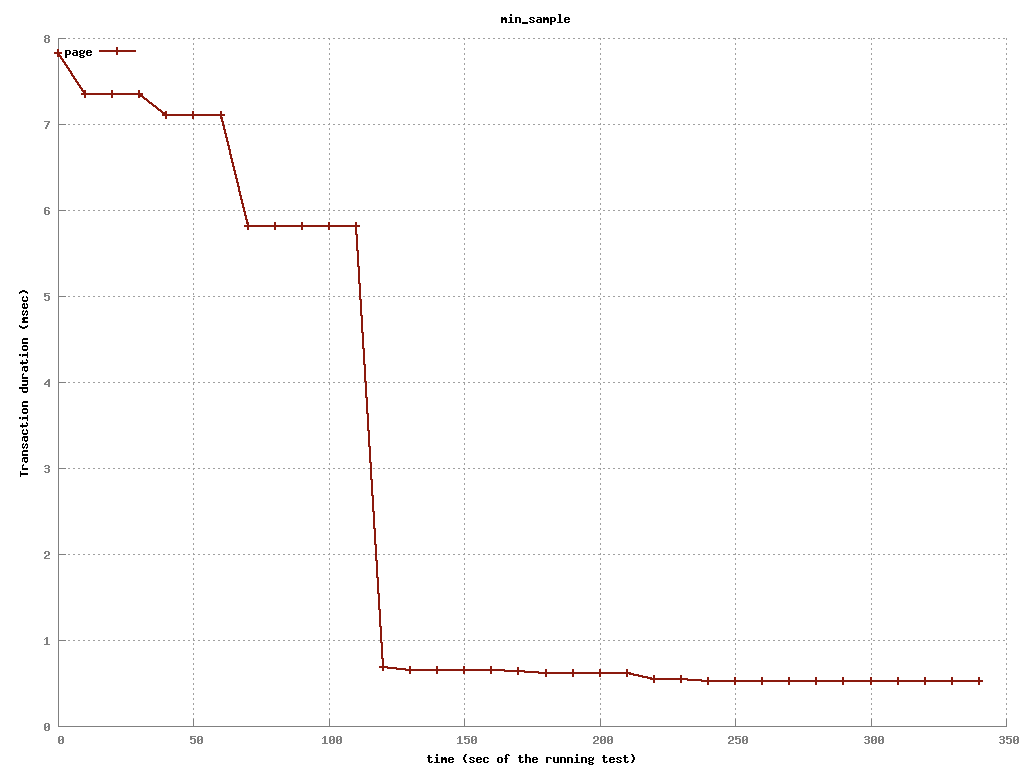 min_sample
page
8
7
6
5
4
3
2
1
0
Transaction duration (msec)
0 50 100 150 200 250 300 350
time (sec of the running test)